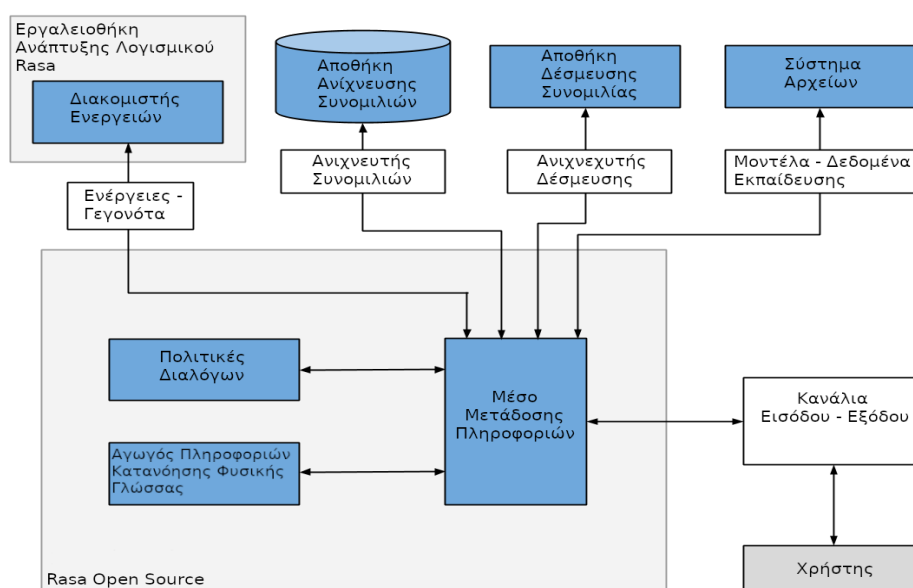 Εργαλειοθήκη
Ανάπτυξης Λογισμικού
Rasa
Διακομιστής
Ενεργειών
Αποθήκη
Ανίχνευσης
Συνομιλιών
Αποθήκη
Δέσμευσης
Συνομιλίας
Σύστημα
Αρχείων
Ενέργειες -
Γεγονότα
Ανιχνευτής
Συνομιλιών
Ανιχνεχυτής
Δέσμευσης
Μοντέλα - Δεδομένα
Εκπαίδευσης
Πολιτικές
Διαλόγων
Αγωγός Πληροφοριών
Κατανόησης Φυσικής
Γλώσσας
Μέσο
Μετάδοσης
Πληροφοριών
Κανάλια
Εισόδου - Εξόδου
Χρήστης
Rasa Open Source